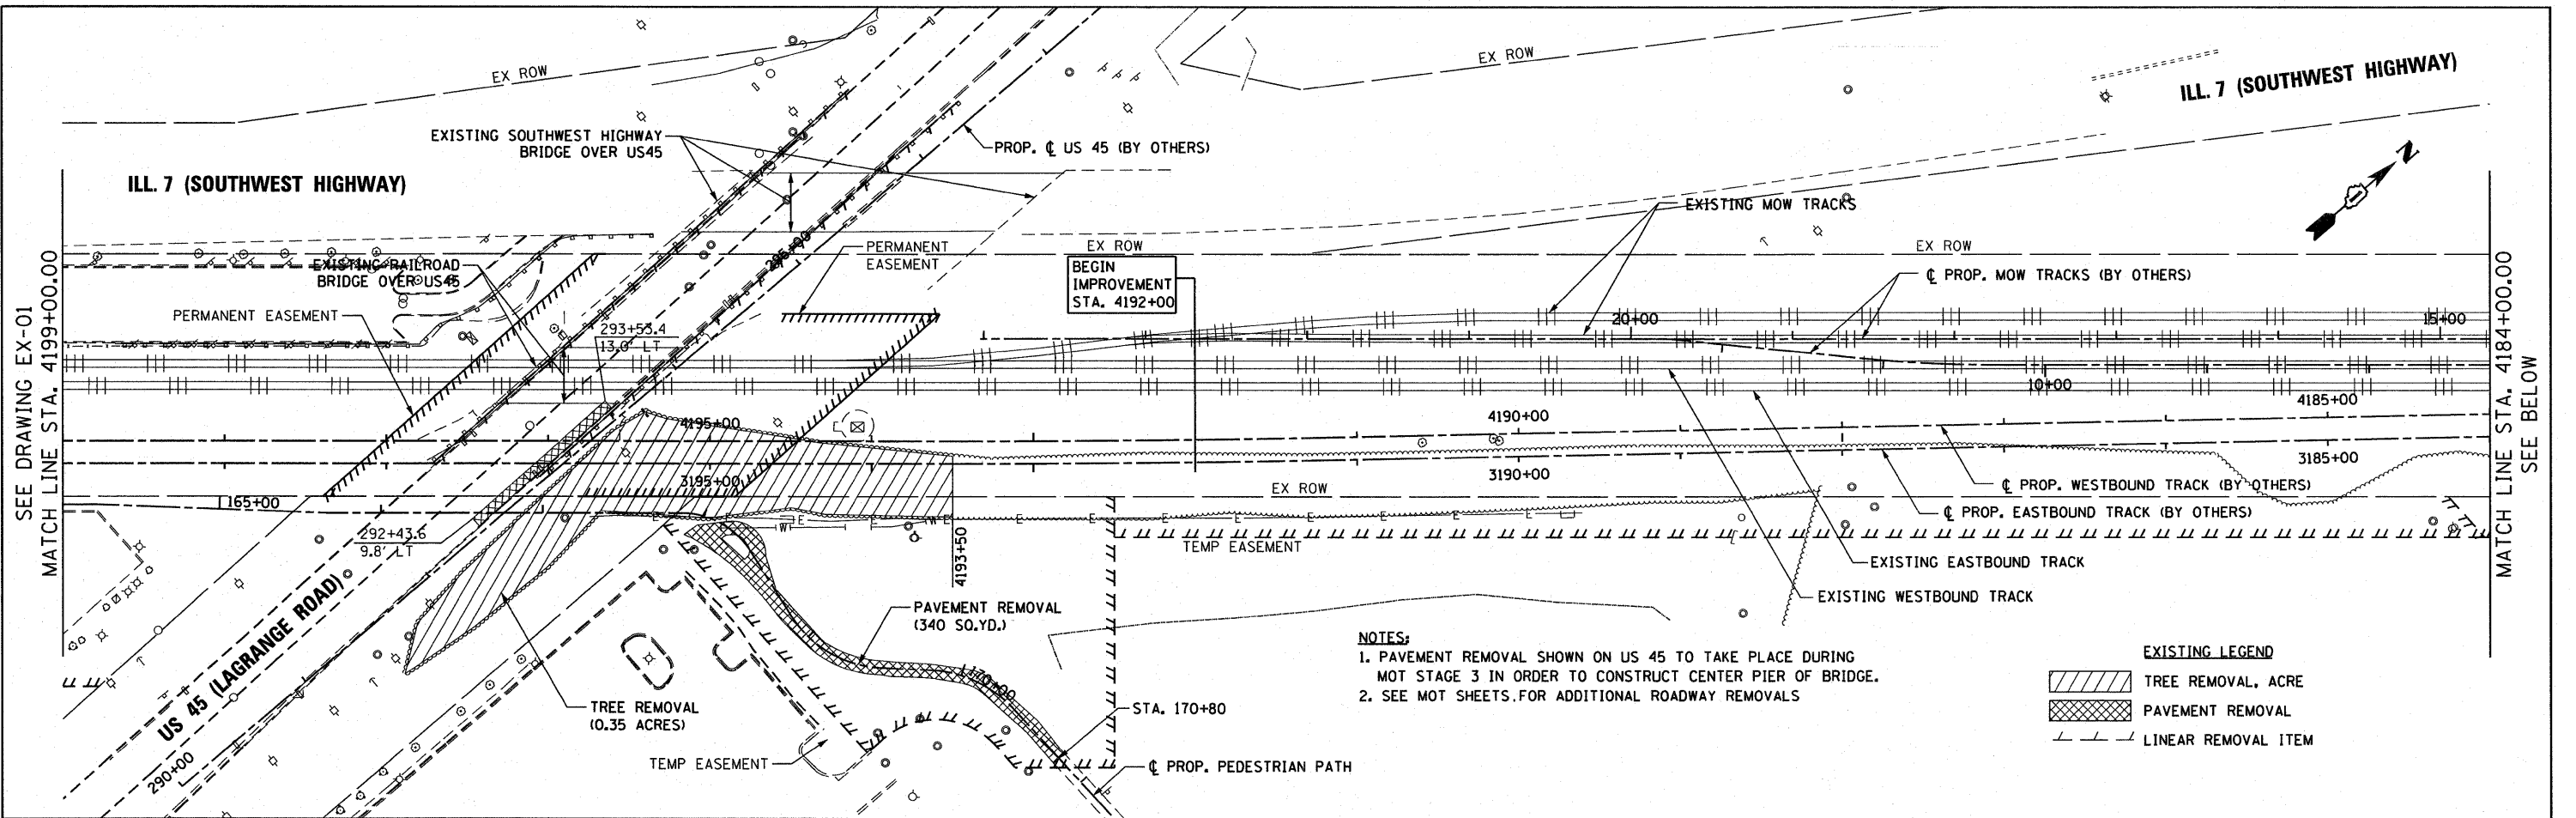 EX ROW
EX ROW
ILL. 7 (SOUTHWEST HIGHWAY)
EXISTING SOUTHWEST HIGHWAY
BRIDGE OVER US45
PROP. ℄ US 45 (BY OTHERS)
ILL. 7 (SOUTHWEST HIGHWAY)
N
EXISTING MOW TRACKS
PERMANENT
EASEMENT
EX ROW
EX ROW
295+00
EXISTING RAILROAD
BRIDGE OVER US45
BEGIN
IMPROVEMENT
STA. 4192+00
℄ PROP. MOW TRACKS (BY OTHERS)
PERMANENT EASEMENT
293+53.4
13.0' LT
20+00
15+00
SEE DRAWING EX-01
MATCH LINE STA. 4199+00.00
MATCH LINE STA. 4184+00.00
SEE BELOW
10+00
4185+00
4190+00
4195+00
3195+00
3190+00
3185+00
EX ROW
℄ PROP. WESTBOUND TRACK (BY OTHERS)
1165+00
℄ PROP. EASTBOUND TRACK (BY OTHERS)
E
E
W
W
E
E
E
E
E
E
E
E
E
292+43.6
9.8' LT
4193+50
TEMP EASEMENT
EXISTING EASTBOUND TRACK
EXISTING WESTBOUND TRACK
PAVEMENT REMOVAL
(340 SQ.YD.)
US 45 (LAGRANGE ROAD)
290+00
1170+00
TREE REMOVAL
(0.35 ACRES)
STA. 170+80
TEMP EASEMENT
℄ PROP. PEDESTRIAN PATH
NOTES:
1. PAVEMENT REMOVAL SHOWN ON US 45 TO TAKE PLACE DURING
MOT STAGE 3 IN ORDER TO CONSTRUCT CENTER PIER OF BRIDGE.
2. SEE MOT SHEETS.FOR ADDITIONAL ROADWAY REMOVALS
EXISTING LEGEND
TREE REMOVAL, ACRE
PAVEMENT REMOVAL
LINEAR REMOVAL ITEM